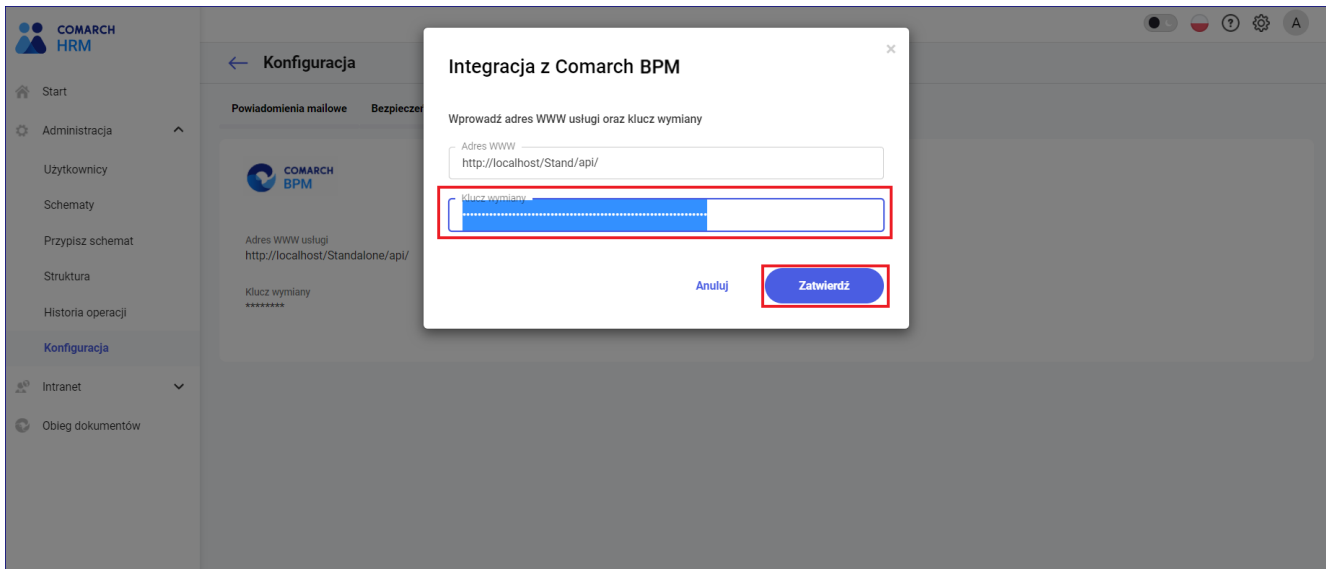 COMARCH
HRM
A
Konfiguracja
Start
Powiadomienia mailowe
Administracja
Użytkownicy
Schematy
Przypisz schemat
Struktura
Historia operacji
Konfiguracja
Intranet
Obieg dokumentów
COMARCH
BPM
Adres WWW usługi
http://localhost/Standalone/api/
Klucz wymiany
********
Integracja z Comarch BPM
×
Wprowadź adres WWW usługi oraz klucz wymiany
Adres WWW
http://localhost/Stand/api/
Klucz wymiany
Anuluj
Zatwierdź